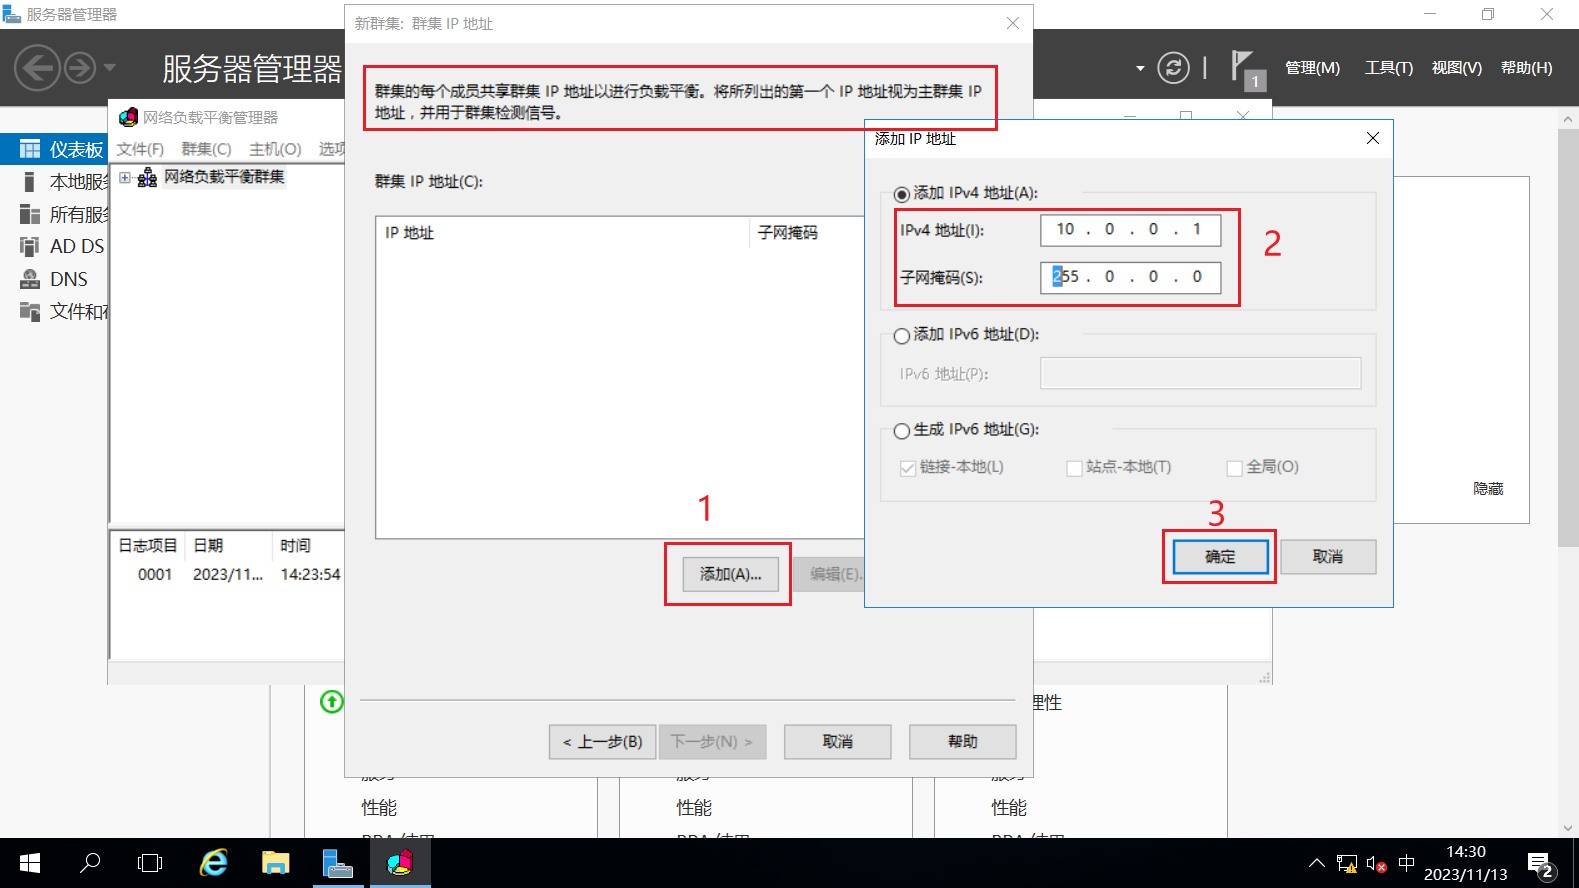 服务器管理器
新群集: 群集 IP 地址
服务器管理器
1
管理(M)
工具(T)
视图(V)
帮助(H)
群集的每个成员共享群集 IP 地址以进行负载平衡。将所列出的第一个 IP 地址视为主群集 IP
地址，并用于群集检测信号。
网络负载平衡管理器
文件(F)
群集(C)
主机(O)
选项
网络负载平衡群集
仪表板
本地服务
所有服务
AD DS
DNS
文件和存
群集 IP 地址(C):
IP 地址
子网掩码
添加 IP 地址
添加 IPv4 地址(A):
IPv4 地址(I):
10 . 0 . 0 . 1
2
子网掩码(S):
255 . 0 . 0 . 0
添加 IPv6 地址(D):
IPv6 地址(P):
生成 IPv6 地址(G):
链接-本地(L)
站点-本地(T)
全局(O)
隐藏
3
确定
取消
1
添加(A)...
编辑(E)...
日志项目
日期
时间
0001
2023/11...
14:23:54
理性
< 上一步(B)
下一步(N) >
取消
帮助
性能
性能
性能
中
14:30
2023/11/13
2